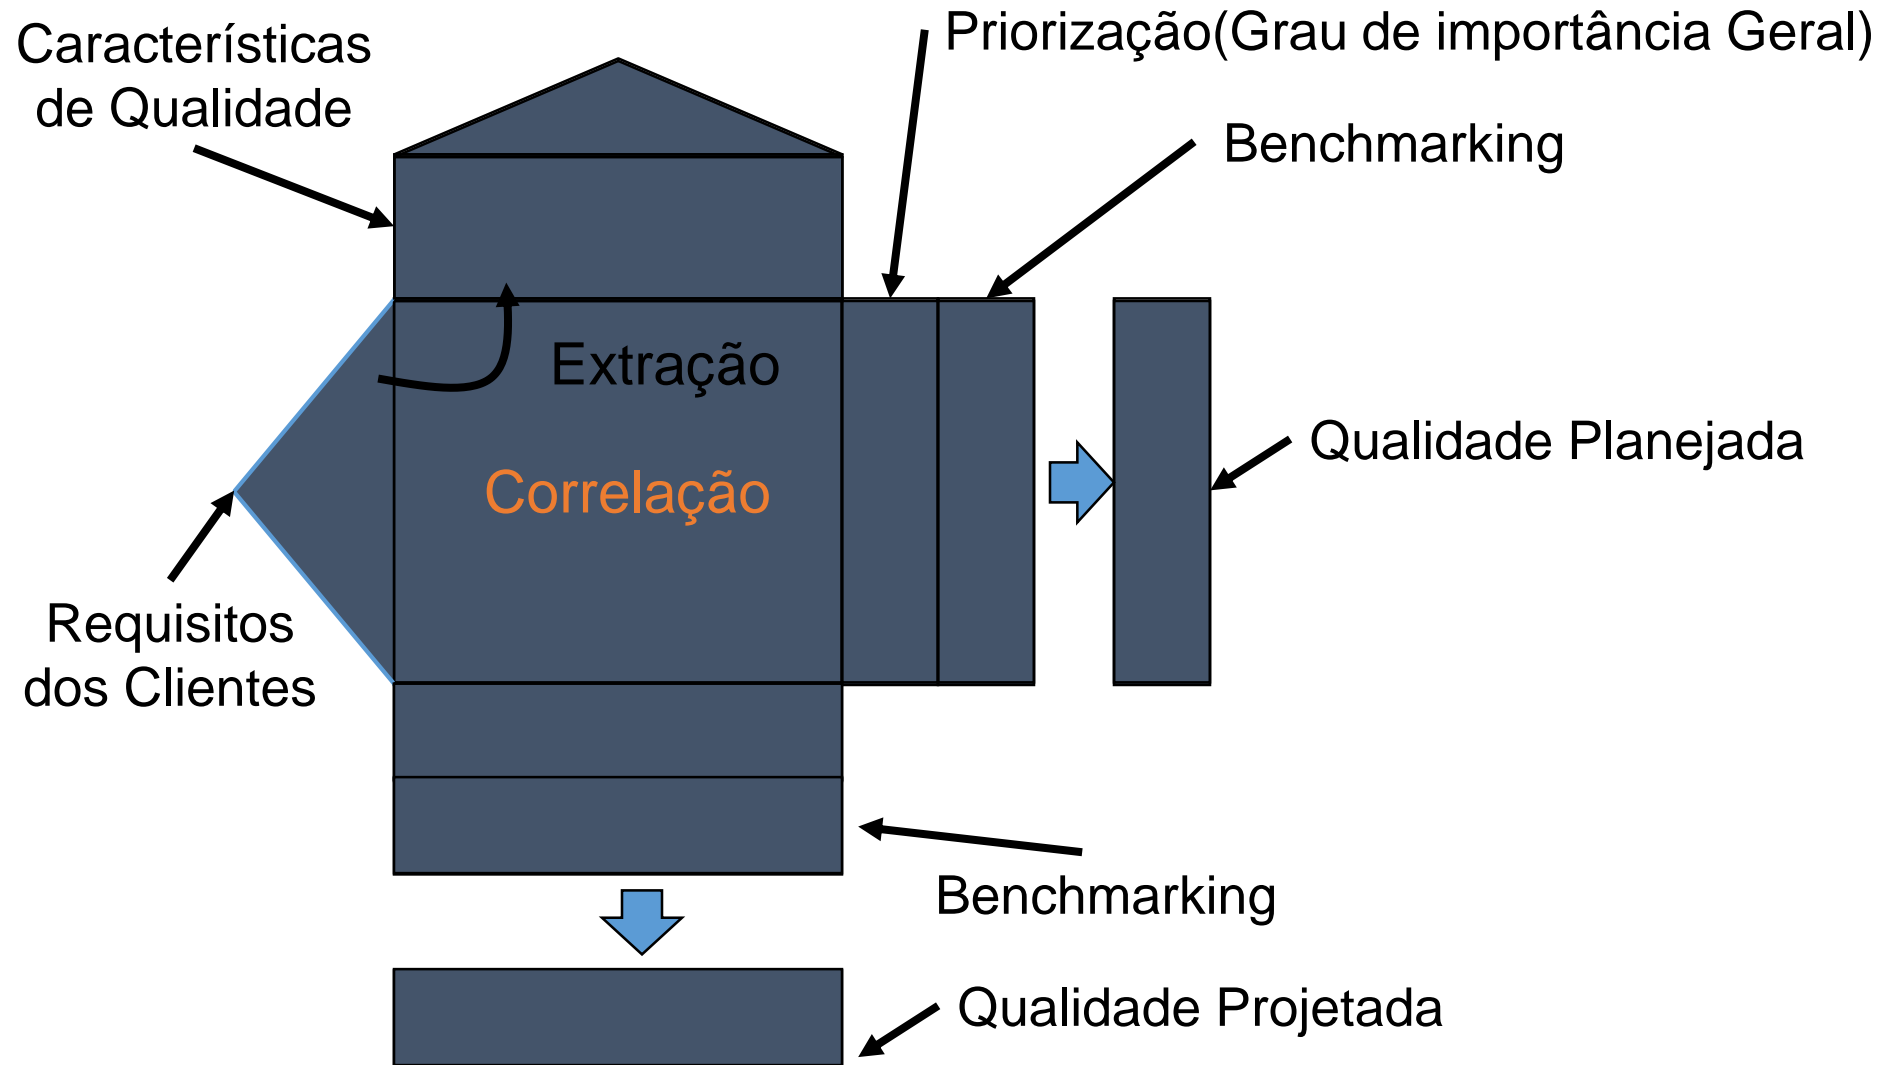 Características
de Qualidade
Priorização(Grau de importância Geral)
Benchmarking
Extração
Correlação
Qualidade Planejada
Requisitos
dos Clientes
Benchmarking
Qualidade Projetada